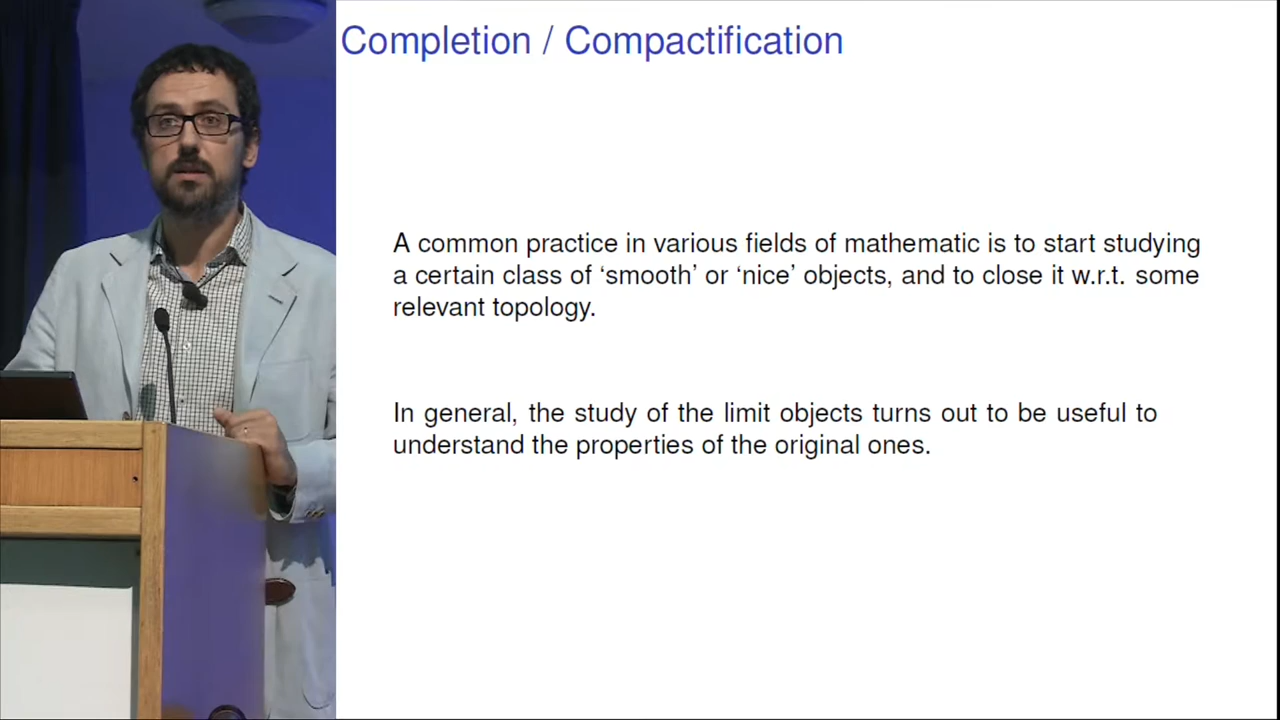 Completion / Compactification
A common practice in various fields of mathematic is to start studying
a certain class of ‘smooth’ or ‘nice’ objects, and to close it w.r.t. some
relevant topology.
In general, the study of the limit objects turns out to be useful to
understand the properties of the original ones.